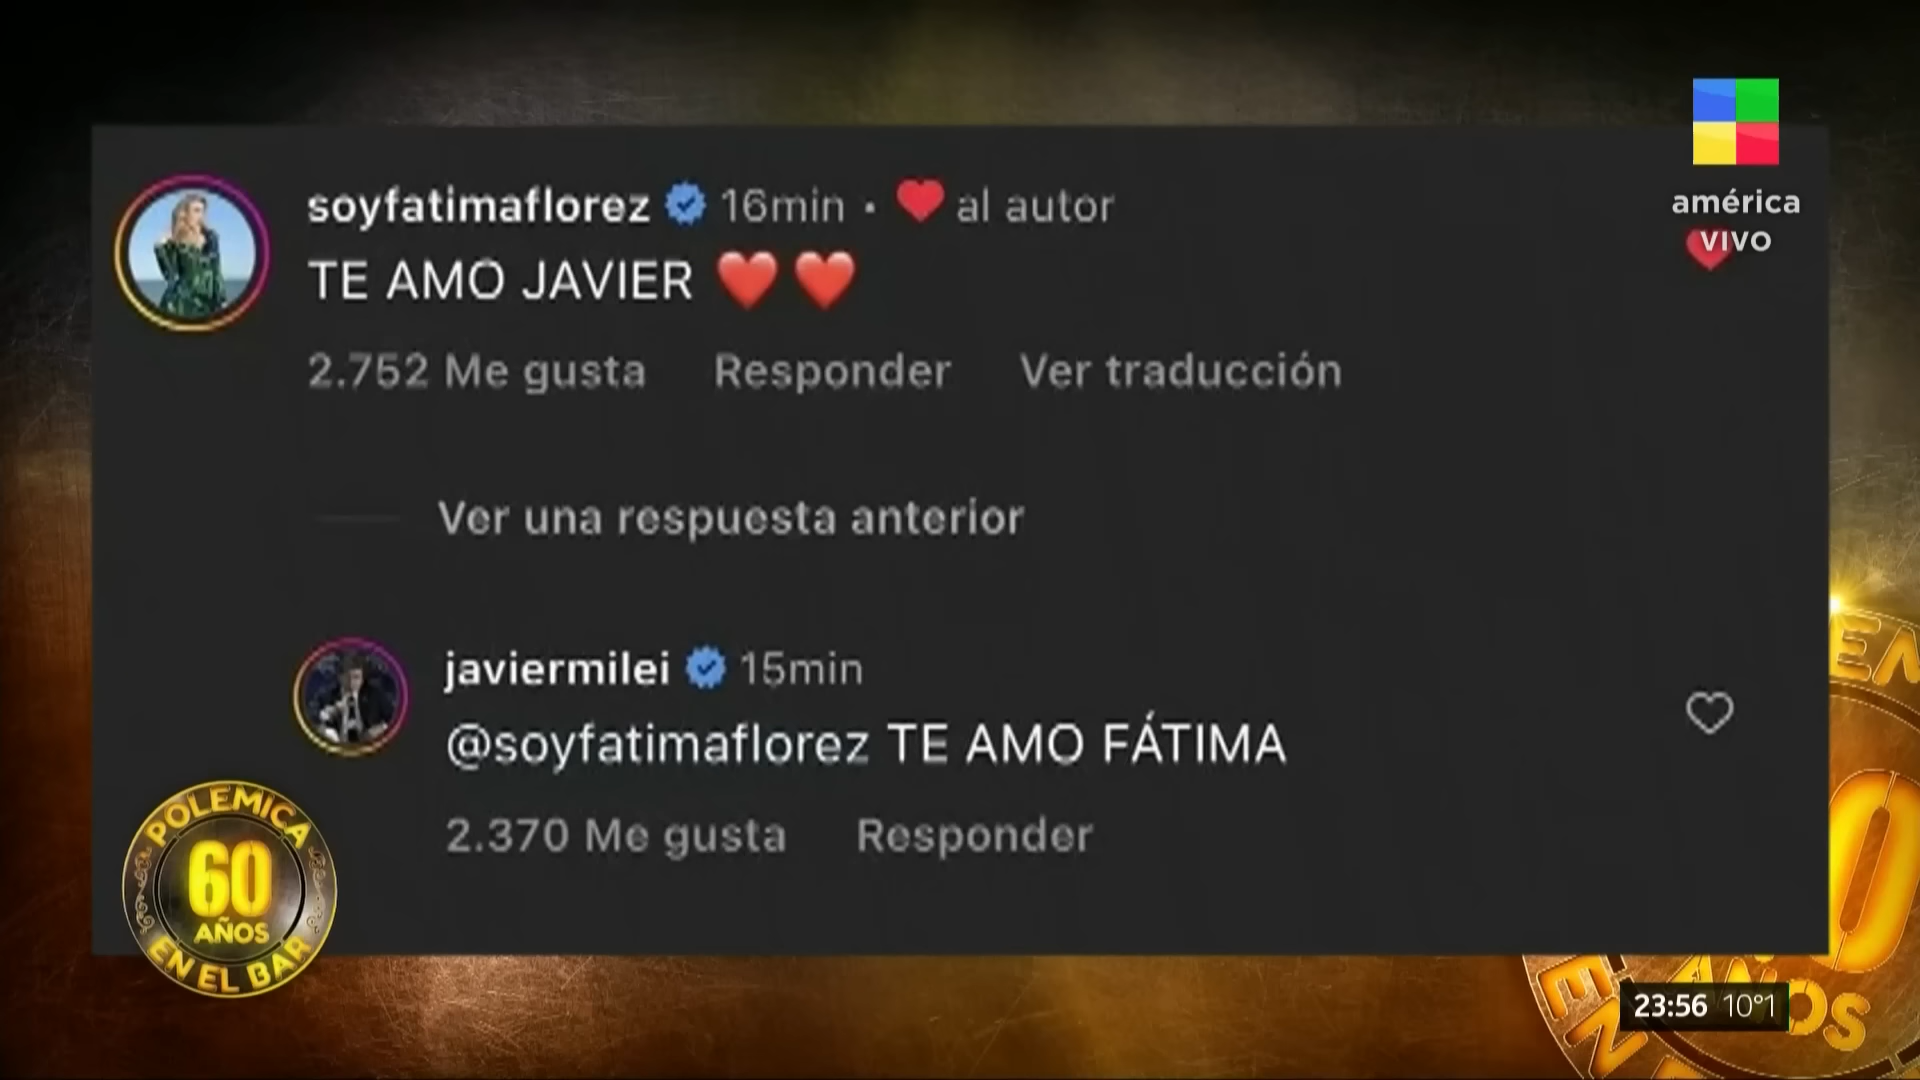 soyfatimaflorez 16min · ❤️ al autor
TE AMO JAVIER ❤️ ❤️
2.752 Me gusta Responder Ver traducción
Ver una respuesta anterior
javiermilei 15min
@soyfatimaflorez TE AMO FÁTIMA
2.370 Me gusta Responder
américa
VIVO
POLEMICA
60
AÑOS
EN EL BAR
23:56 10°1
AÑOS